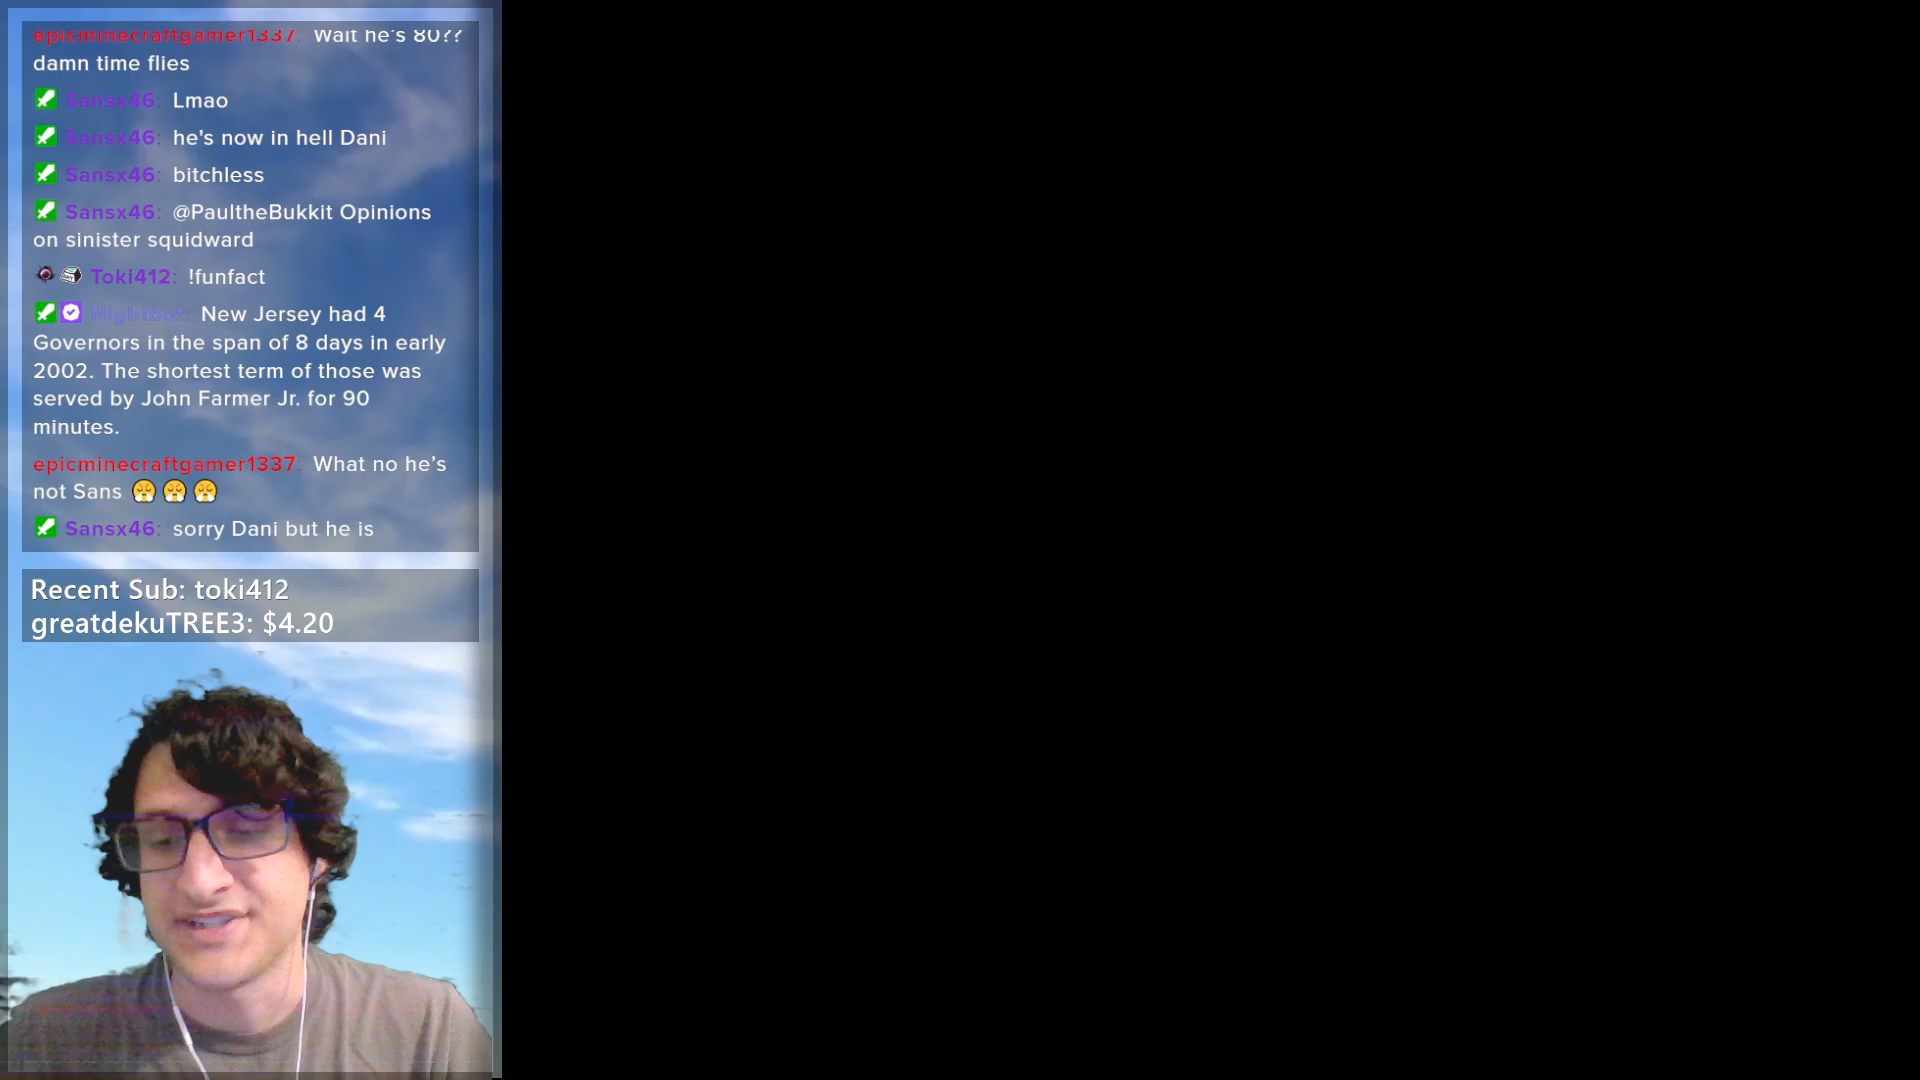 epicminecraftgamer1337: Wait he's 80??
damn time flies
Sansx46: Lmao
Sansx46: he's now in hell Dani
Sansx46: bitchless
Sansx46: @PaultheBukkit Opinions
on sinister squidward
Toki412: !funfact
Nightbot: New Jersey had 4
Governors in the span of 8 days in early
2002. The shortest term of those was
served by John Farmer Jr. for 90
minutes.
epicminecraftgamer1337: What no he's
not Sans 😤 😤 😤
Sansx46: sorry Dani but he is
Recent Sub: toki412
greatdekuTREE3: $4.20